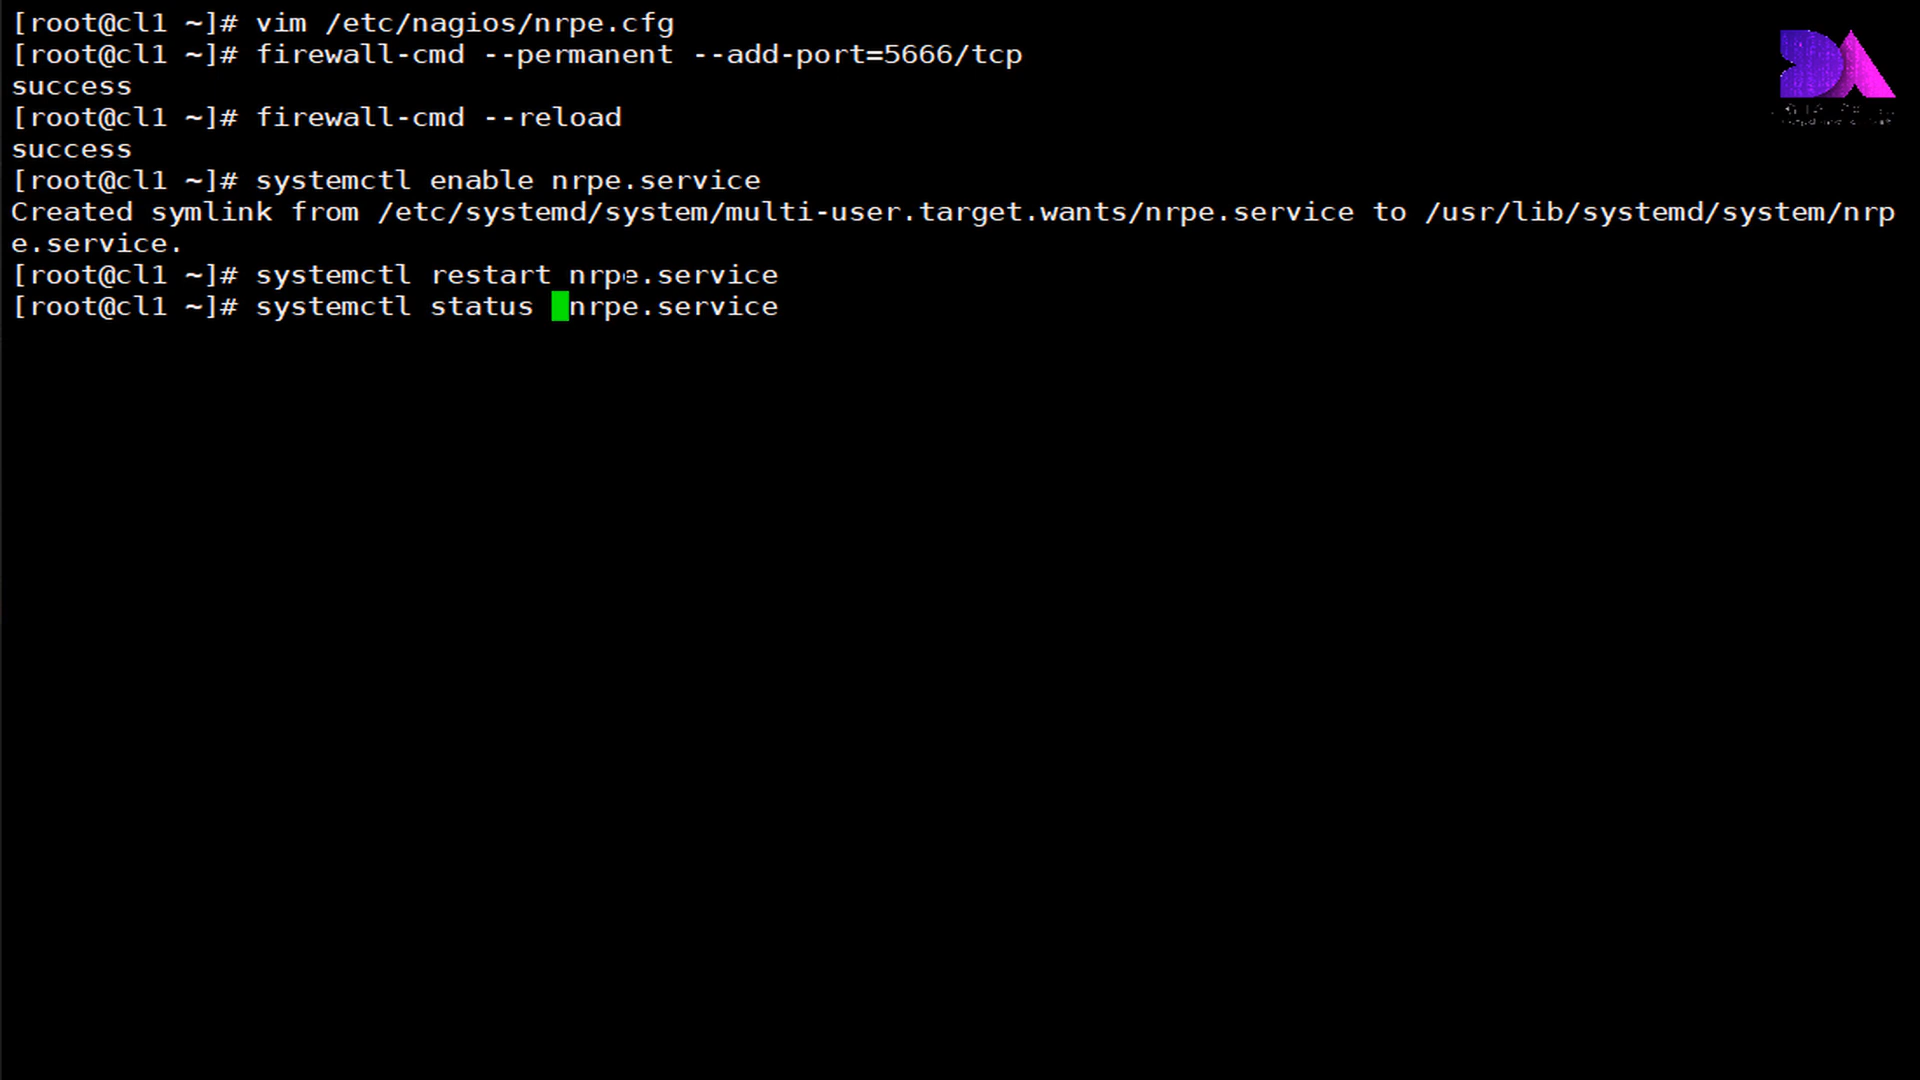 [root@cl1 ~]# vim /etc/nagios/nrpe.cfg
[root@cl1 ~]# firewall-cmd --permanent --add-port=5666/tcp
success
[root@cl1 ~]# firewall-cmd --reload
success
[root@cl1 ~]# systemctl enable nrpe.service
Created symlink from /etc/systemd/system/multi-user.target.wants/nrpe.service to /usr/lib/systemd/system/nrp
e.service.
[root@cl1 ~]# systemctl restart nrpe.service
[root@cl1 ~]# systemctl status nrpe.service